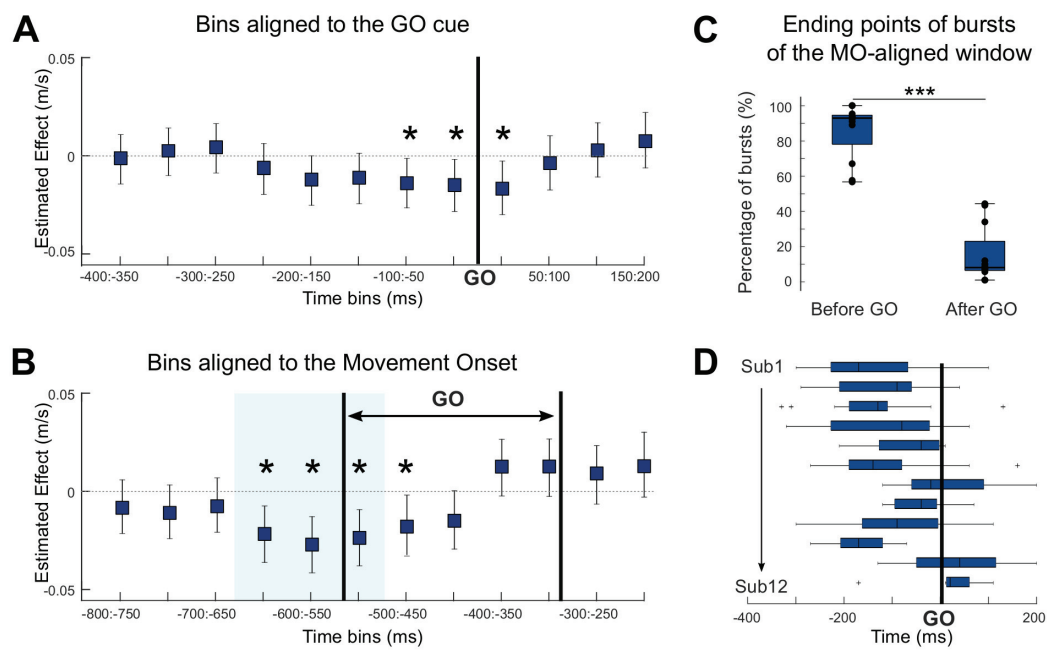 A
Bins aligned to the GO cue
Estimated Effect (m/s)
0.05
0
-0.05
* * *
-400:-350 -300:-250 -200:-150 -100:-50 GO 50:100 150:200
Time bins (ms)
B
Bins aligned to the Movement Onset
Estimated Effect (m/s)
0.05
0
-0.05
GO
* * * *
-800:-750 -700:-650 -600:-550 -500:-450 -400:-350 -300:-250
Time bins (ms)
C
Ending points of bursts
of the MO-aligned window
Percentage of bursts (%)
***
100
80
60
40
20
0
Before GO After GO
D
Sub1
Sub12
-400 -200 GO 200
Time (ms)